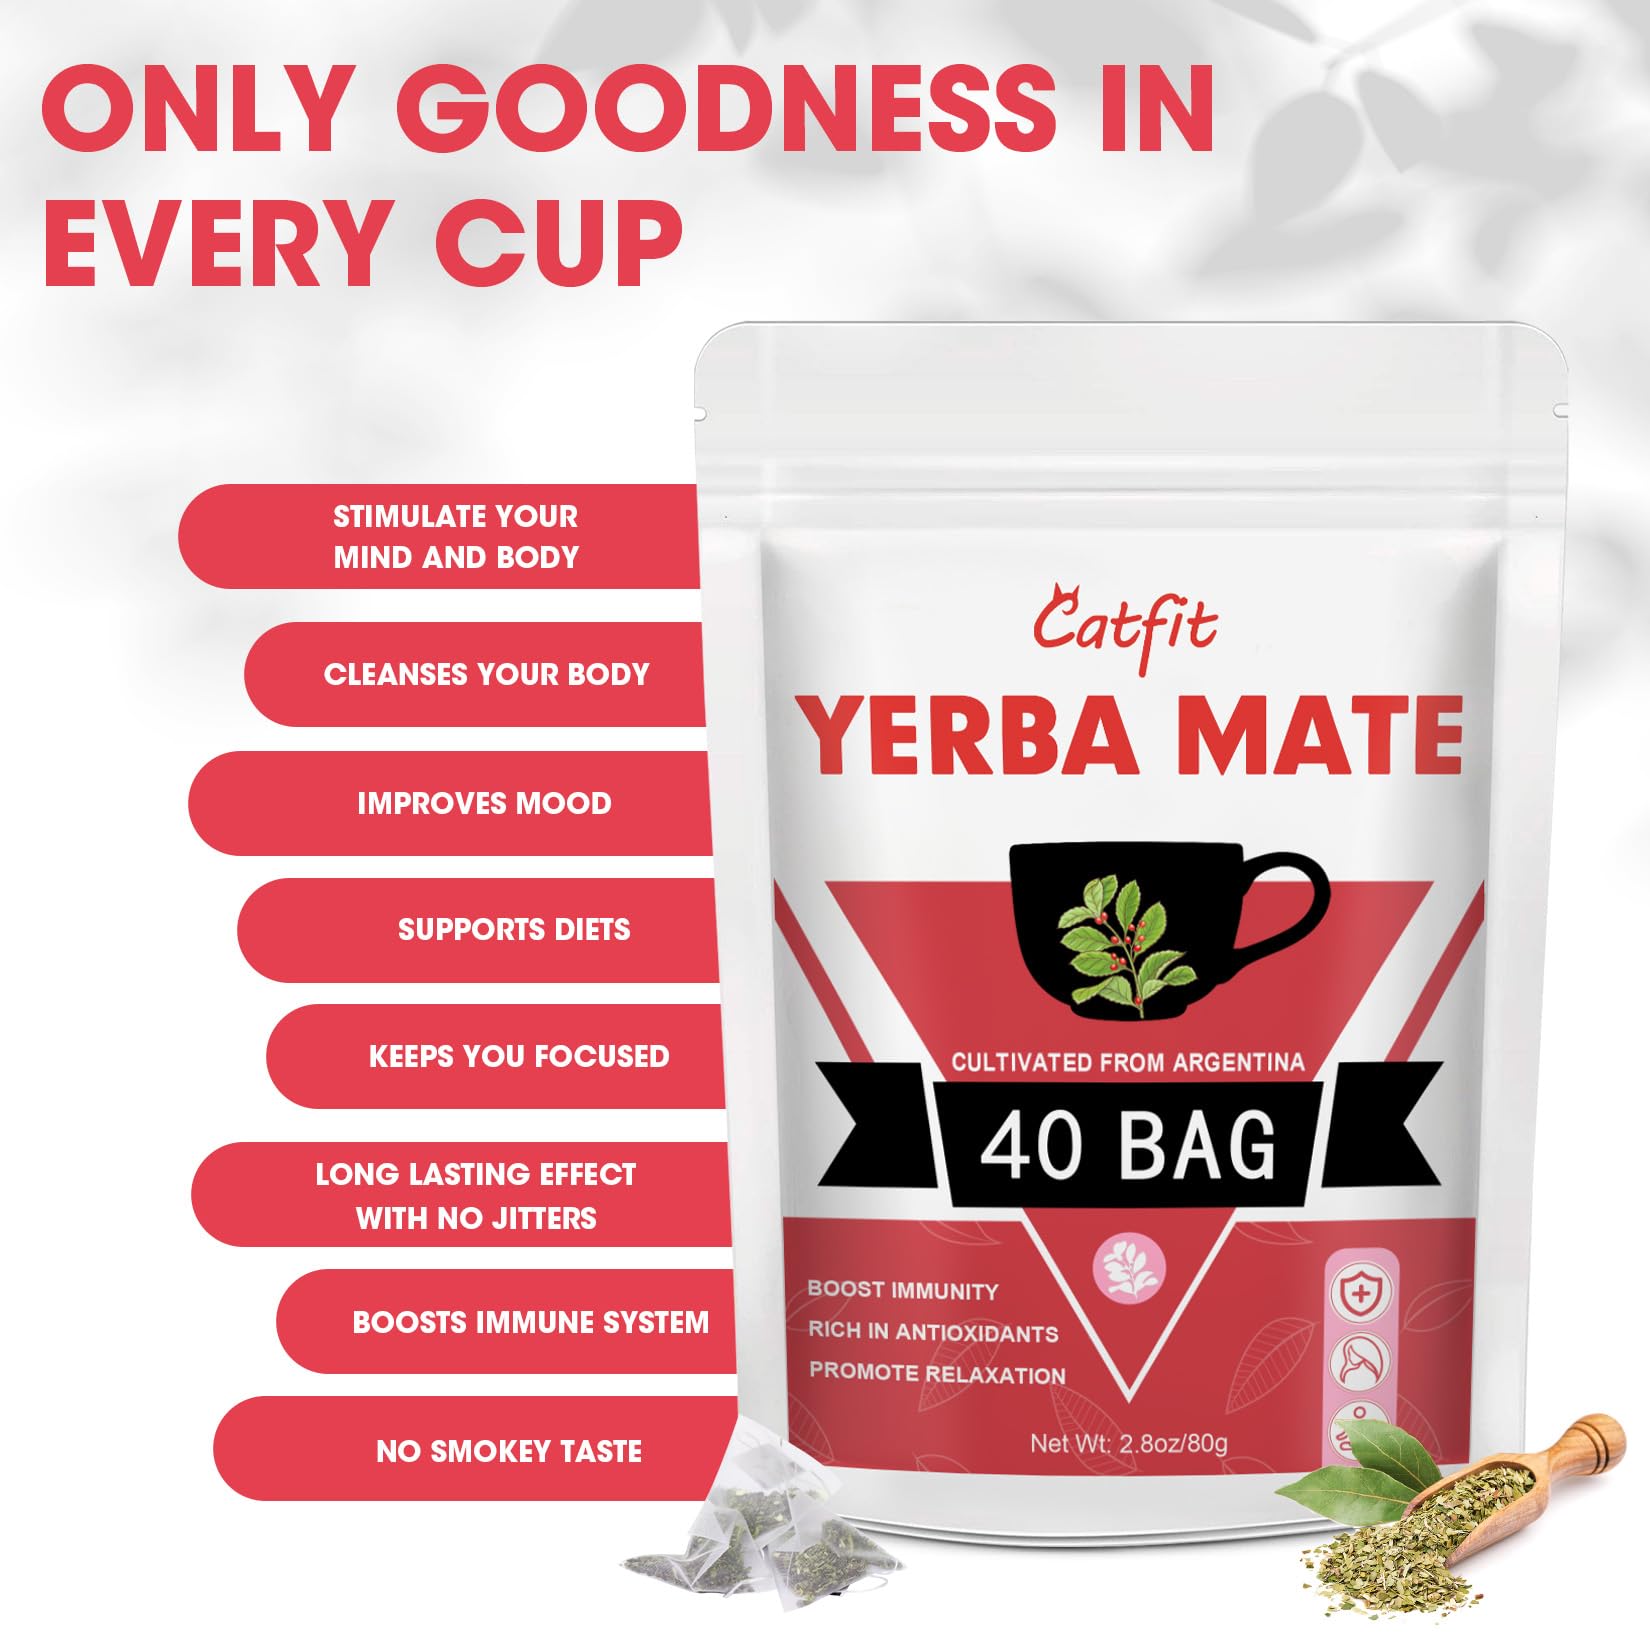 ONLY GOODNESS IN
EVERY CUP
STIMULATE YOUR
MIND AND BODY
CLEANSES YOUR BODY
IMPROVES MOOD
SUPPORTS DIETS
KEEPS YOU FOCUSED
LONG LASTING EFFECT
WITH NO JITTERS
BOOSTS IMMUNE SYSTEM
NO SMOKEY TASTE
Catfit
YERBA MATE
CULTIVATED FROM ARGENTINA
40 BAG
BOOST IMMUNITY
RICH IN ANTIOXIDANTS
PROMOTE RELAXATION
Net Wt: 2.8oz/80g